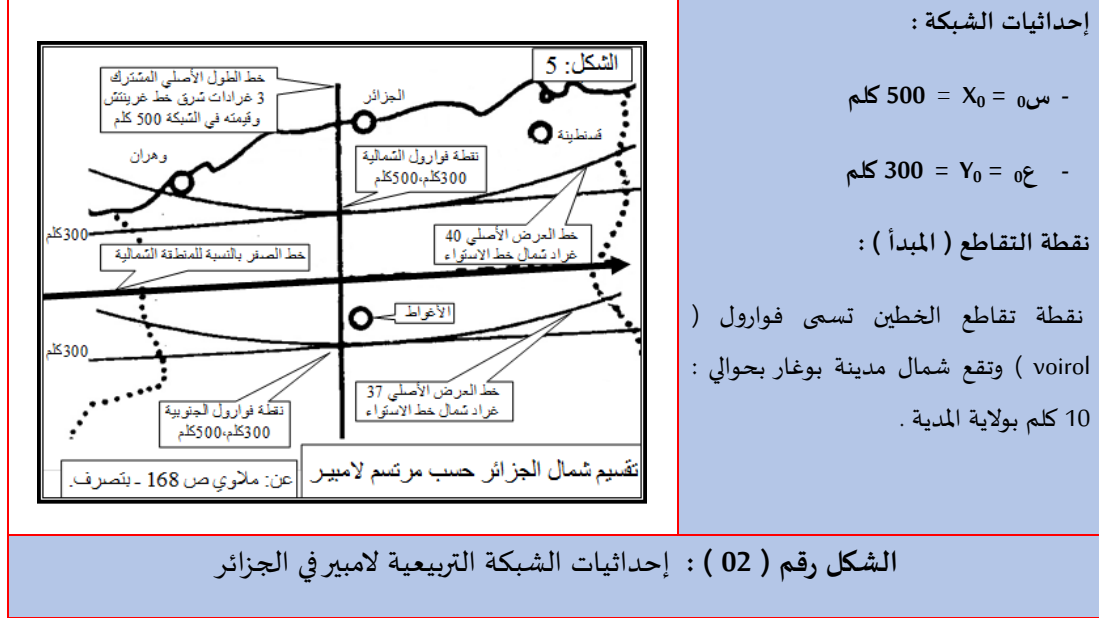 إحداثيات الشبكة :
- س0 = X0 = 500 كلم
- ع0 = Y0 = 300 كلم
نقطة التقاطع ( المبدأ ) :
نقطة تقاطع الخطين تسمى فوارول (
voirol ) وتقع شمال مدينة بوغار بحوالي :
10 كلم بولاية المدية .
الشكل: 5
خط الطول الأصلي المشترك
3 غرادات شرق خط غرينتش
وقيمته في الشبكة 500 كلم
الجزائر
قسنطينة
وهران
نقطة فوارول الشمالية
300كلم،500كلم
300كلم
خط العرض الأصلي 40
غراد شمال خط الاستواء
خط الصفر بالنسبة للمنطقة الشمالية
الأغواط
300كلم
خط العرض الأصلي 37
غراد شمال خط الاستواء
نقطة فوارول الجنوبية
300كلم،500كلم
تقسيم شمال الجزائر حسب مرتسم لامبير
عن: ملاوي ص 168 ـ بتصرف.
الشكل رقم ( 02 ) : إحداثيات الشبكة التربيعية لامبير في الجزائر